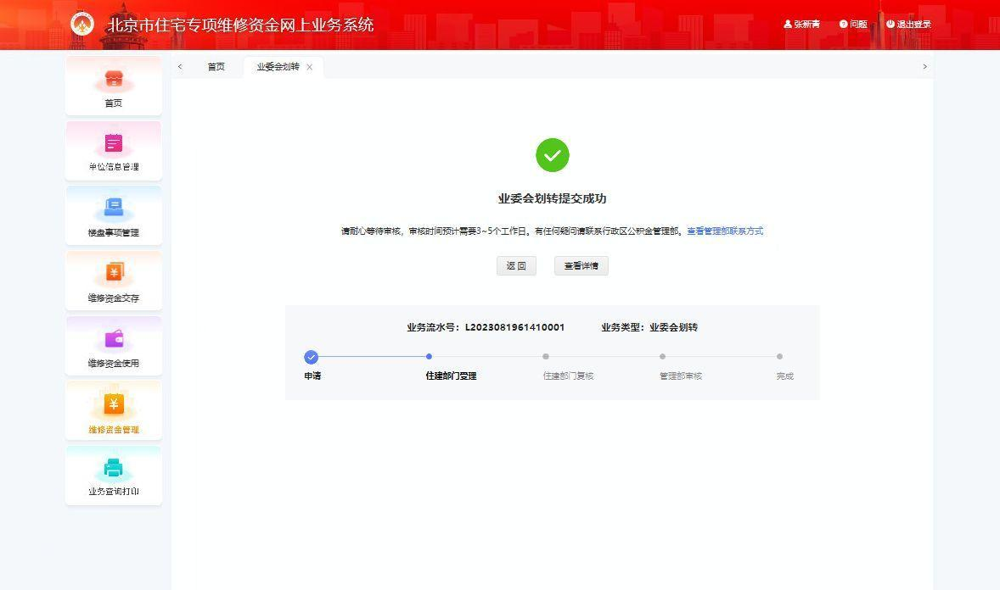 北京市住宅专项维修资金网上业务系统
张新青 问题 退出登录
首页 业委会划转
首页
单位信息管理
楼盘事项管理
维修资金交存
维修资金使用
维修资金管理
业务查询打印
业委会划转提交成功
请耐心等待审核，审核时间预计需要3~5个工作日。有任何疑问请联系行政区公积金管理部。查看管理部联系方式
返 回 查看详情
业务流水号：L2023081961410001 业务类型：业委会划转
申请 住建部门受理 住建部门复核 管理部审核 完成